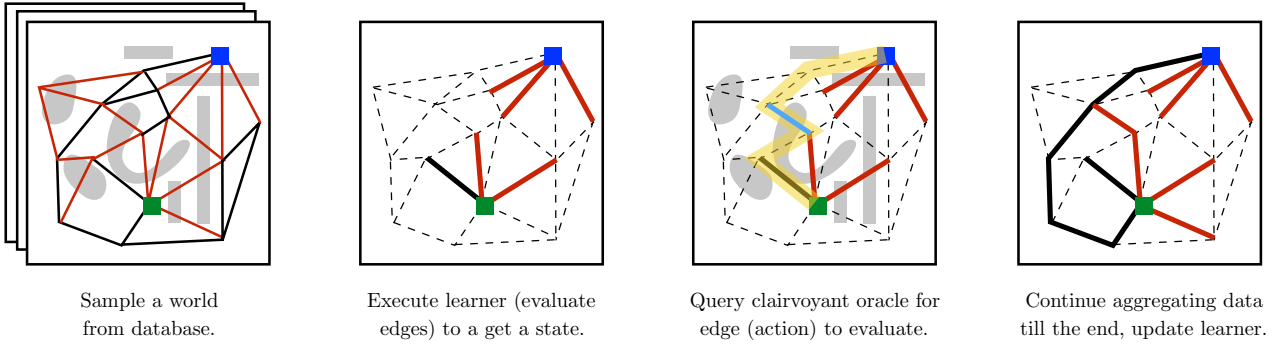 Sample a world
from database.
Execute learner (evaluate
edges) to a get a state.
Query clairvoyant oracle for
edge (action) to evaluate.
Continue aggregating data
till the end, update learner.